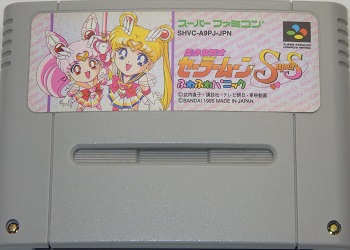 スーパーファミコン
SHVC-A9PJ-JPN
美少女戦士
セーラームーン SuperS
ふわふわパニック
©BANDAI 1995 MADE IN JAPAN
©武内直子・講談社・テレビ朝日・東映動画